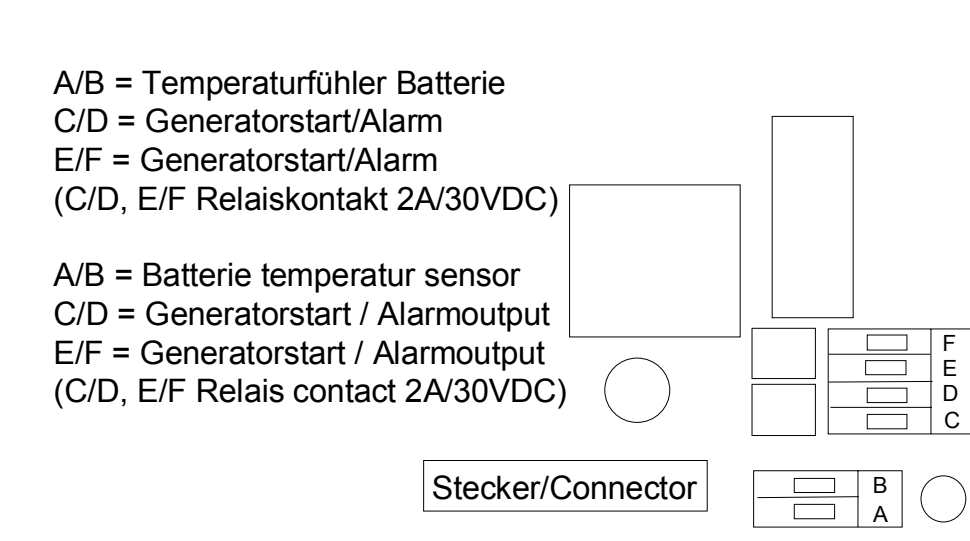 A/B = Temperaturfühler Batterie
C/D = Generatorstart/Alarm
E/F = Generatorstart/Alarm
(C/D, E/F Relaiskontakt 2A/30VDC)
A/B = Batterie temperatur sensor
C/D = Generatorstart / Alarmoutput
E/F = Generatorstart / Alarmoutput
(C/D, E/F Relais contact 2A/30VDC)
F
E
D
C
Stecker/Connector
B
A